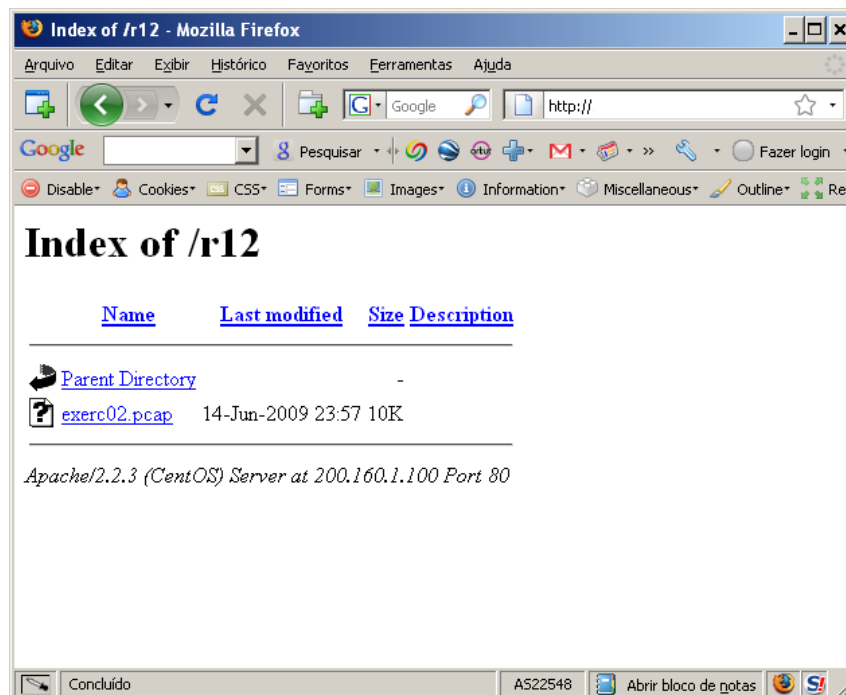 Index of /r12 - Mozilla Firefox
Arquivo Editar Exibir Histórico Favoritos Ferramentas Ajuda
G Google http://
Google Pesquisar ortut M » Fazer login
Disable Cookies CSS Forms Images Information Miscellaneous Outline Re
Index of /r12
Name Last modified Size Description
Parent Directory -
exerc02.pcap 14-Jun-2009 23:57 10K
Apache/2.2.3 (CentOS) Server at 200.160.1.100 Port 80
Concluído AS22548 Abrir bloco de notas S!